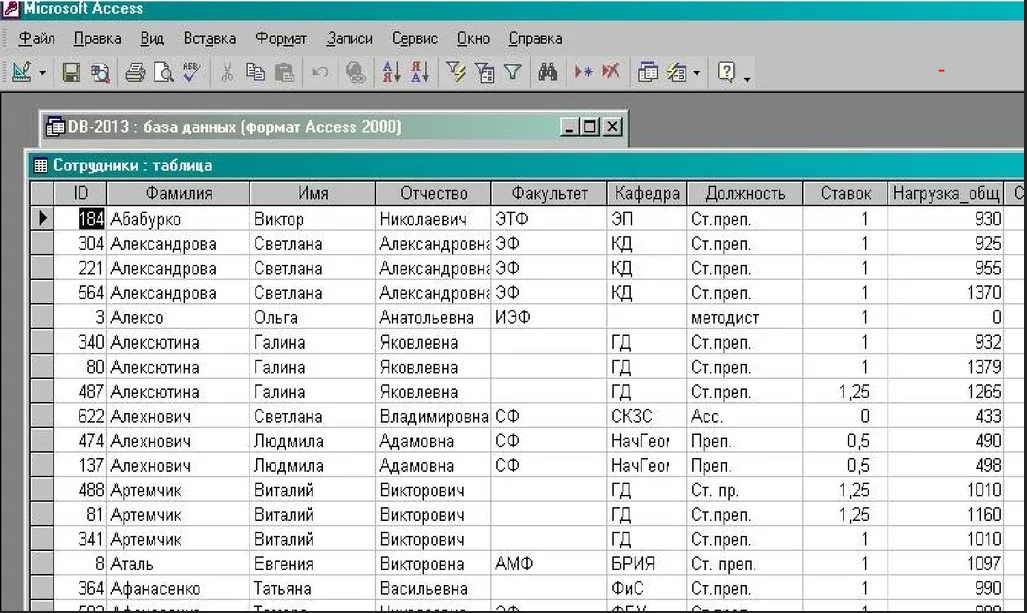 Microsoft Access
Файл Правка Вид Вставка Формат Записи Сервис Окно Справка
DB-2013 : база данных (формат Access 2000)
Сотрудники : таблица
ID Фамилия Имя Отчество Факультет Кафедра Должность Ставок Нагрузка_общ
184 Абабурко Виктор Николаевич ЭТФ ЭП Ст.преп. 1 930
304 Александрова Светлана Александровна ЭФ КД Ст.преп. 1 925
221 Александрова Светлана Александровна ЭФ КД Ст.преп. 1 955
564 Александрова Светлана Александровна ЭФ КД Ст.преп. 1 1370
3 Алексо Ольга Анатольевна ИЭФ методист 1 0
340 Алексютина Галина Яковлевна ГД Ст.преп. 1 932
80 Алексютина Галина Яковлевна ГД Ст.преп. 1 1379
487 Алексютина Галина Яковлевна ГД Ст.преп. 1,25 1265
622 Алехнович Светлана Владимировна СФ СКЗС Асс. 0 433
474 Алехнович Людмила Адамовна СФ НачГеог Преп. 0,5 490
137 Алехнович Людмила Адамовна СФ НачГеог Преп. 0,5 498
488 Артемчик Виталий Викторович ГД Ст. пр. 1,25 1010
81 Артемчик Виталий Викторович ГД Ст.преп. 1,25 1160
341 Артемчик Виталий Викторович ГД Ст.преп. 1 1010
8 Аталь Евгения Викторовна АМФ БРИЯ Ст. преп. 1 1097
364 Афанасенко Татьяна Васильевна ФиС Ст.преп. 1 990